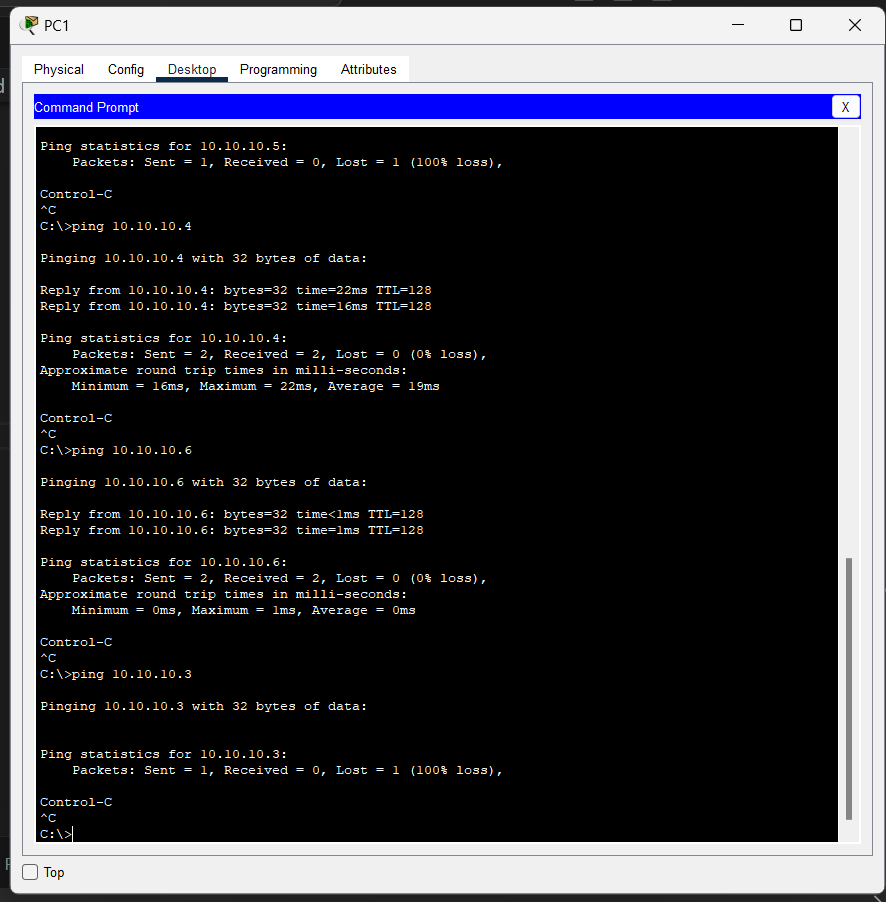 PC1
Physical Config Desktop Programming Attributes
Command Prompt
X
Ping statistics for 10.10.10.5:
Packets: Sent = 1, Received = 0, Lost = 1 (100% loss),
Control-C
^C
C:\>ping 10.10.10.4
Pinging 10.10.10.4 with 32 bytes of data:
Reply from 10.10.10.4: bytes=32 time=22ms TTL=128
Reply from 10.10.10.4: bytes=32 time=16ms TTL=128
Ping statistics for 10.10.10.4:
Packets: Sent = 2, Received = 2, Lost = 0 (0% loss),
Approximate round trip times in milli-seconds:
Minimum = 16ms, Maximum = 22ms, Average = 19ms
Control-C
^C
C:\>ping 10.10.10.6
Pinging 10.10.10.6 with 32 bytes of data:
Reply from 10.10.10.6: bytes=32 time<1ms TTL=128
Reply from 10.10.10.6: bytes=32 time=1ms TTL=128
Ping statistics for 10.10.10.6:
Packets: Sent = 2, Received = 2, Lost = 0 (0% loss),
Approximate round trip times in milli-seconds:
Minimum = 0ms, Maximum = 1ms, Average = 0ms
Control-C
^C
C:\>ping 10.10.10.3
Pinging 10.10.10.3 with 32 bytes of data:
Ping statistics for 10.10.10.3:
Packets: Sent = 1, Received = 0, Lost = 1 (100% loss),
Control-C
^C
C:\>
Top